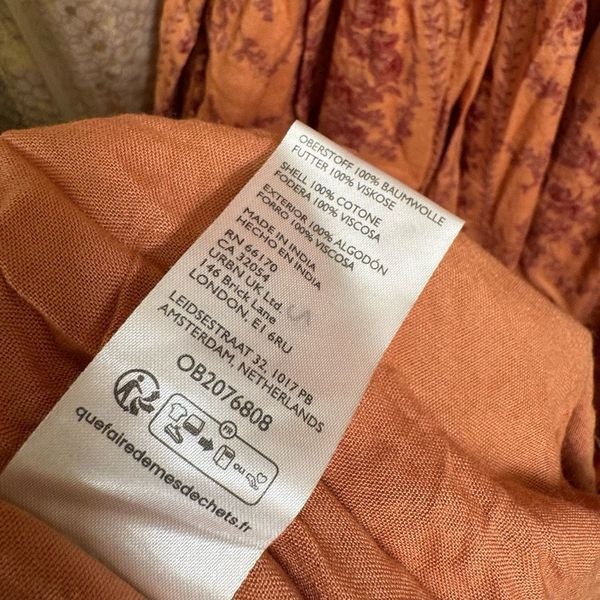 OBERSTOFF 100% BAUMWOLLE
FUTTER 100% VISKOSE
SHELL 100% COTONE
FODERA 100% VISCOSA
EXTERIOR 100% ALGODÓN
FORRO 100% VISCOSA
MADE IN INDIA
HECHO EN INDIA
RN 66170
CA 32054
URBN UK, Ltd
146 Brick Lane
LONDON, E1 6RU
LEIDSESTRAAT 32, 1017 PB
AMSTERDAM, NETHERLANDS
OB2076808
FR
OU
quefairedemesdechets.fr